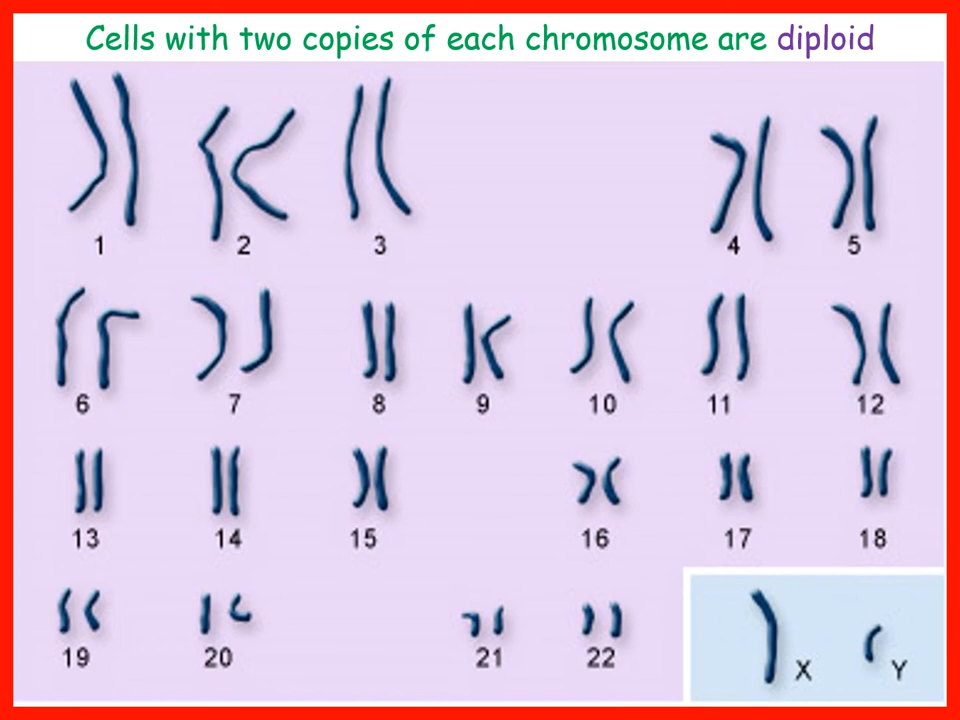 Cells with two copies of each chromosome are diploid
1 2 3 4 5
6 7 8 9 10 11 12
13 14 15 16 17 18
19 20 21 22 X Y